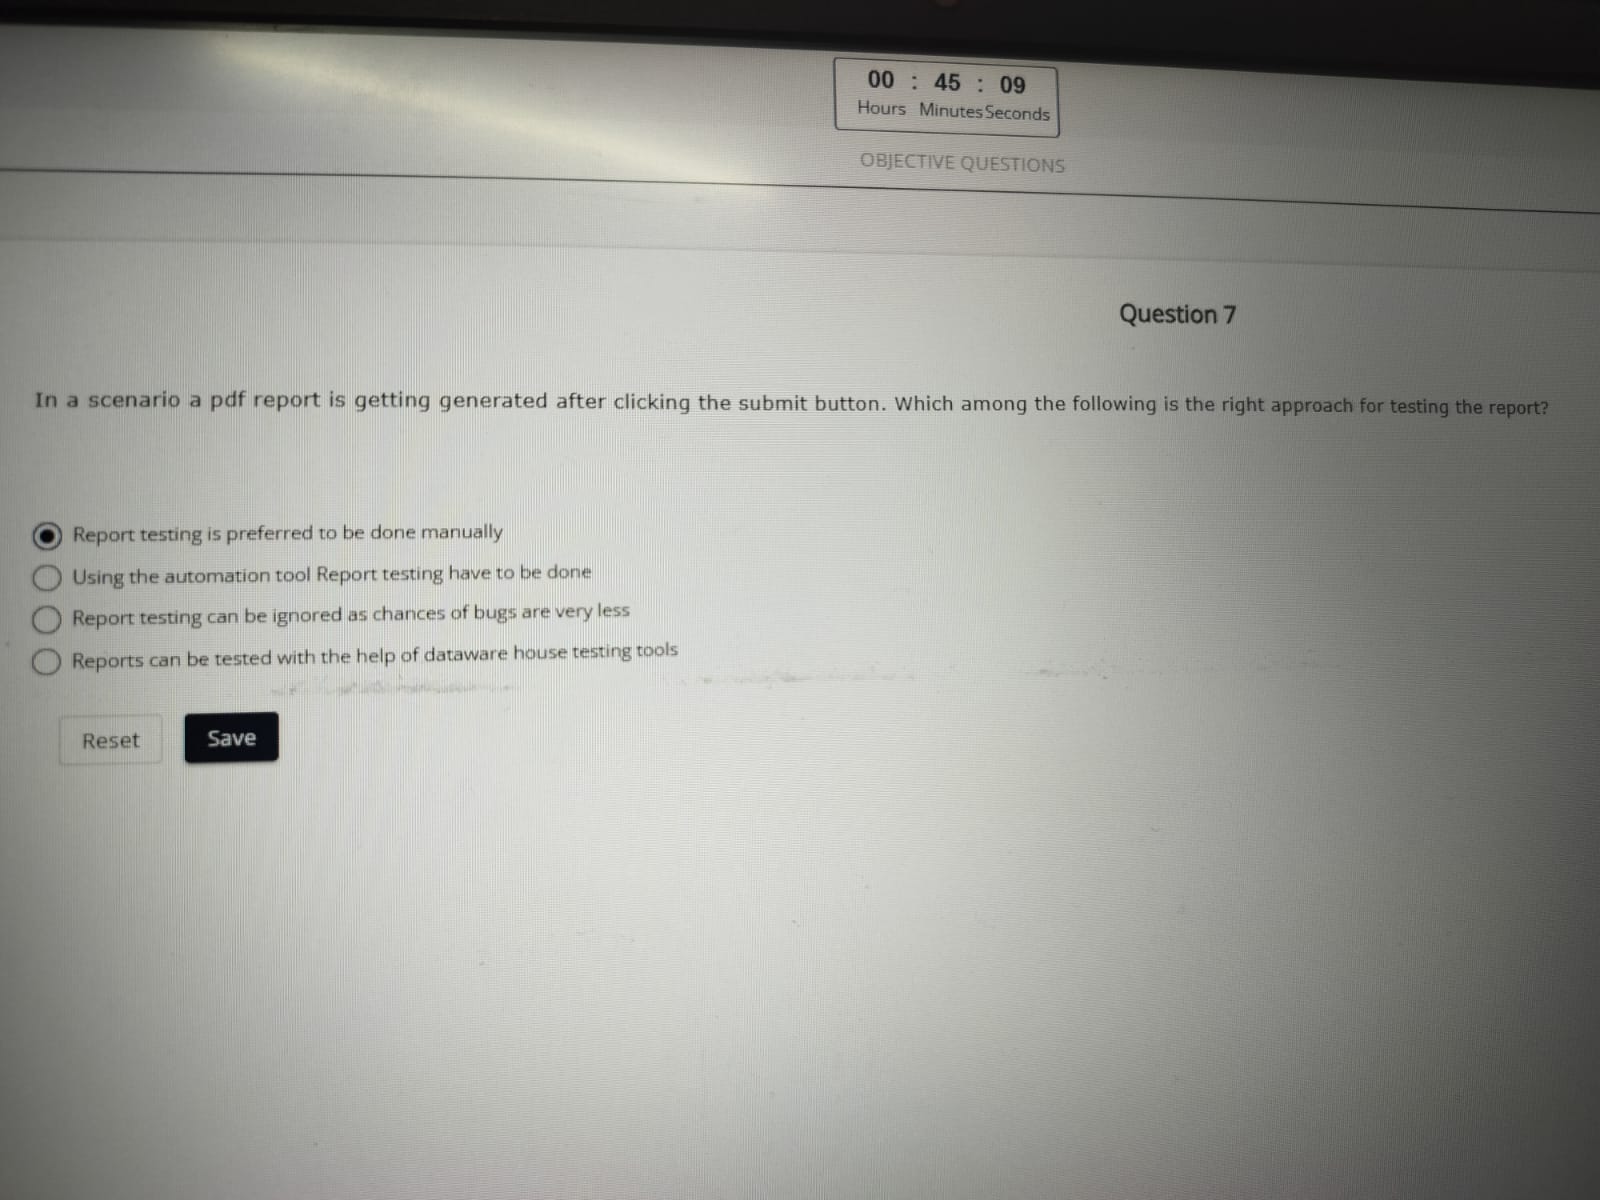 00 : 45 : 09
Hours Minutes Seconds
OBJECTIVE QUESTIONS
Question 7
In a scenario a pdf report is getting generated after clicking the submit button. Which among the following is the right approach for testing the report?
Report testing is preferred to be done manually
Using the automation tool Report testing have to be done
Report testing can be ignored as chances of bugs are very less
Reports can be tested with the help of dataware house testing tools
Reset Save